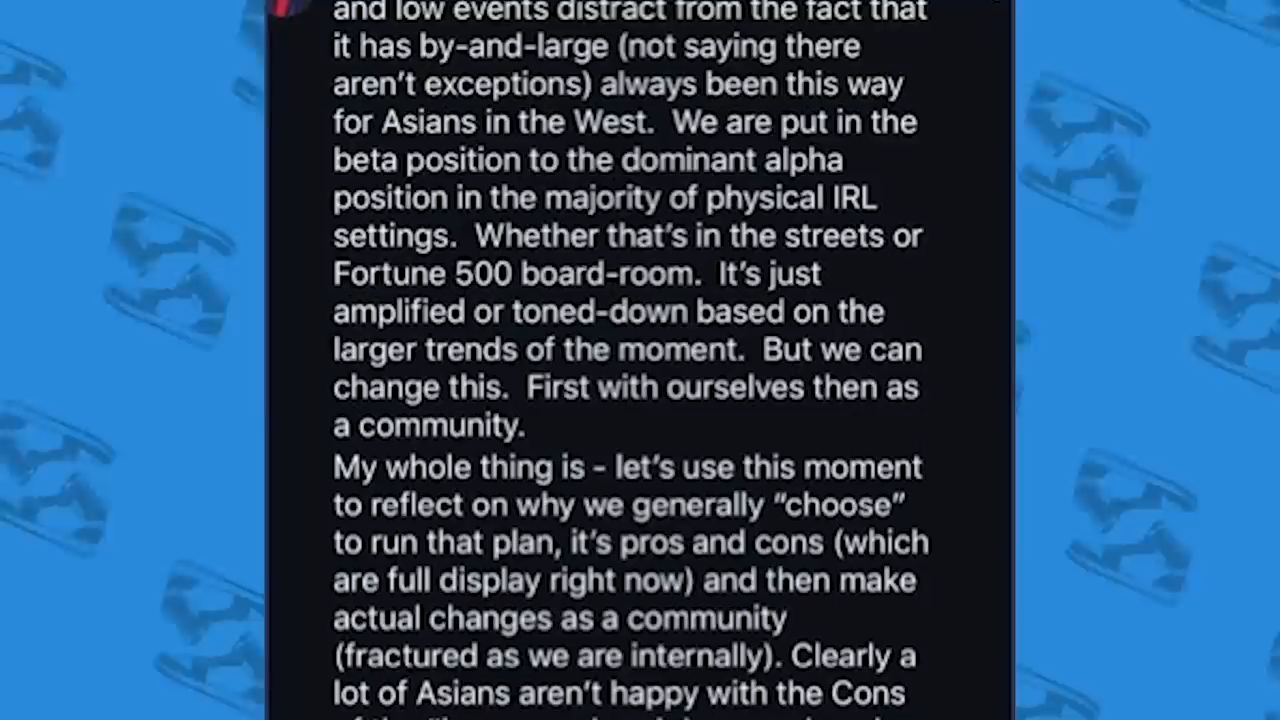 and low events distract from the fact that
it has by-and-large (not saying there
aren’t exceptions) always been this way
for Asians in the West.  We are put in the
beta position to the dominant alpha
position in the majority of physical IRL
settings.  Whether that’s in the streets or
Fortune 500 board-room.  It’s just
amplified or toned-down based on the
larger trends of the moment.  But we can
change this.  First with ourselves then as
a community.
My whole thing is - let’s use this moment
to reflect on why we generally “choose”
to run that plan, it’s pros and cons (which
are full display right now) and then make
actual changes as a community
(fractured as we are internally). Clearly a
lot of Asians aren’t happy with the Cons